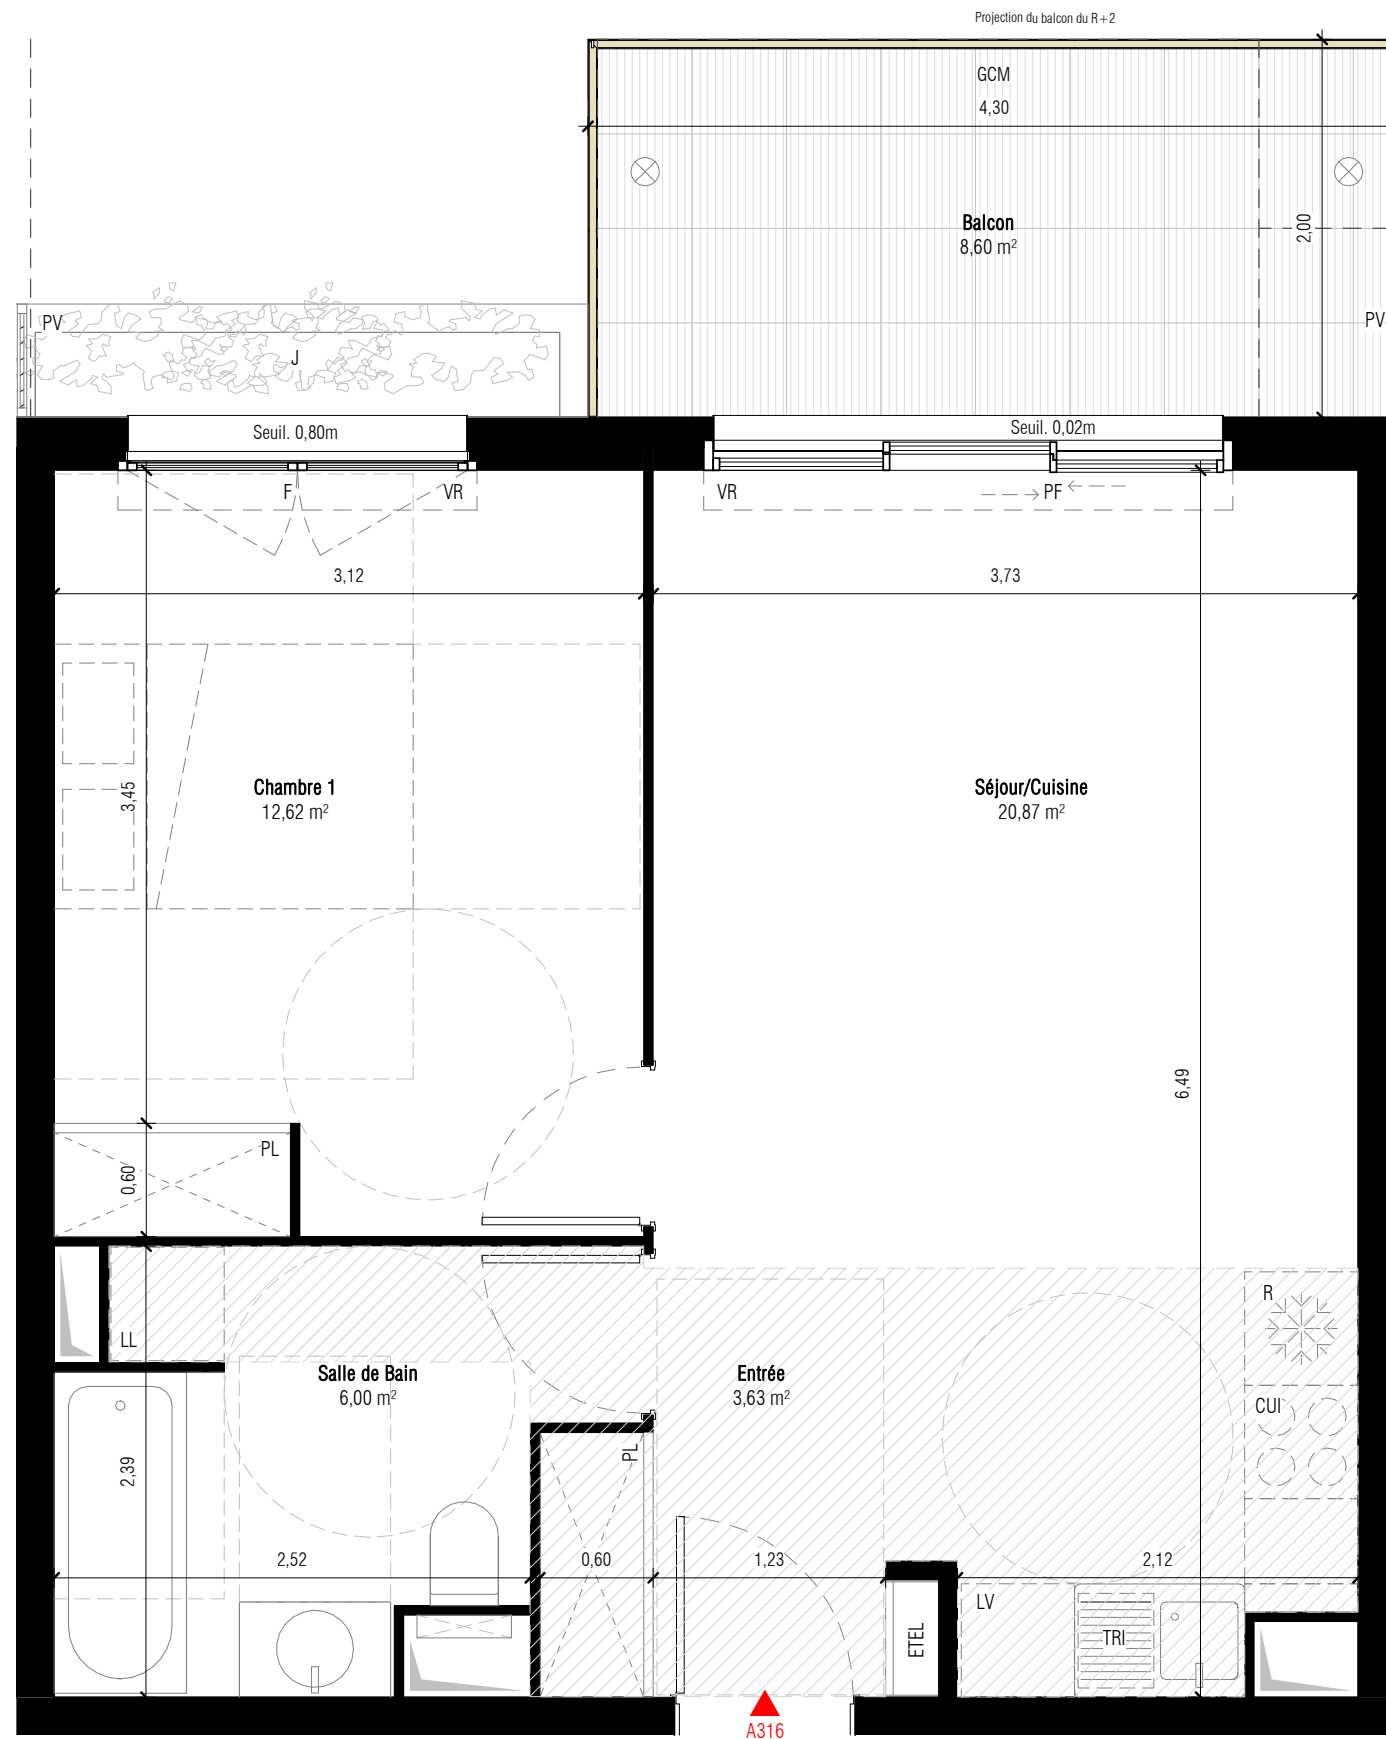 Projection du balcon du R+2
GCM
4,30
Balcon
8,60 m²
2,00
PV
PV
J
Seuil. 0,80m
Seuil. 0,02m
F
VR
VR
PF
3,12
3,73
Chambre 1
12,62 m²
3,45
Séjour/Cuisine
20,87 m²
6,49
PL
0,60
R
LL
Salle de Bain
6,00 m²
Entrée
3,63 m²
CUI
PL
2,39
2,52
0,60
1,23
2,12
LV
ETEL
TRI
A316